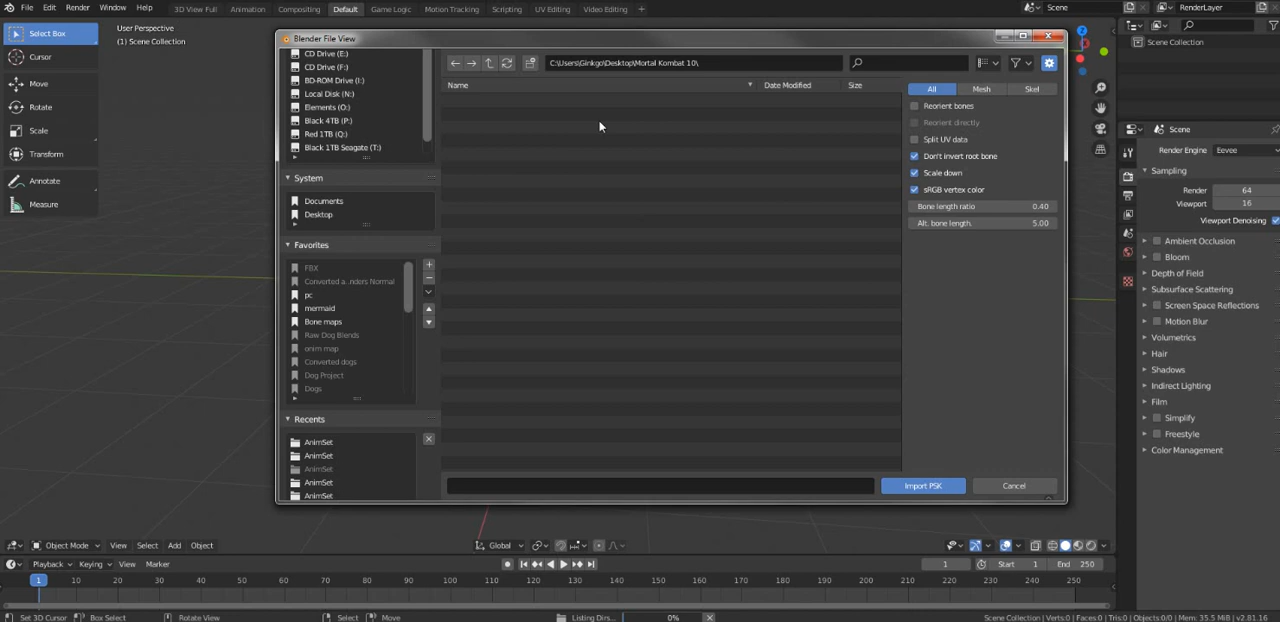 File Edit Render Window Help 3D View Full Animation Compositing Default Game Logic Motion Tracking Scripting UV Editing Video Editing + Scene RenderLayer
Select Box
Cursor
Move
Rotate
Scale
Transform
Annotate
Measure
User Perspective
(1) Scene Collection
Blender File View
CD Drive (E:)
CD Drive (F:)
BD-ROM Drive (I:)
Local Disk (N:)
Elements (O:)
Black 4TB (P:)
Red 1TB (Q:)
Black 1TB Seagate (T:)
System
Documents
Desktop
Favorites
FBX
Converted a...nders Normal
pc
mermaid
Bone maps
Raw Dog Blends
onim map
Converted dogs
Dog Project
Dogs
Recents
AnimSet
AnimSet
AnimSet
AnimSet
AnimSet
C:\Users\Ginkgo\Desktop\Mortal Kombat 10\
Name Date Modified Size
All Mesh Skel
Reorient bones
Reorient directly
Split UV data
Don't invert root bone
Scale down
sRGB vertex color
Bone length ratio 0.40
Alt. bone length. 5.00
Import PSK Cancel
Scene Collection
Scene
Render Engine Eevee
Sampling
Render 64
Viewport 16
Viewport Denoising
Ambient Occlusion
Bloom
Depth of Field
Subsurface Scattering
Screen Space Reflections
Motion Blur
Volumetrics
Hair
Shadows
Indirect Lighting
Film
Simplify
Freestyle
Color Management
Object Mode View Select Add Object Global
Playback Keying View Marker 1 Start 1 End 250
1 10 20 30 40 50 60 70 80 90 100 110 120 130 140 150 160 170 180 190 200 210 220 230 240 250
Set 3D Cursor Box Select Rotate View Select Move Listing Dirs... 0% Scene Collection | Verts:0 | Faces:0 | Tris:0 | Objects:0/0 | Mem: 35.5 MiB | v2.81.16